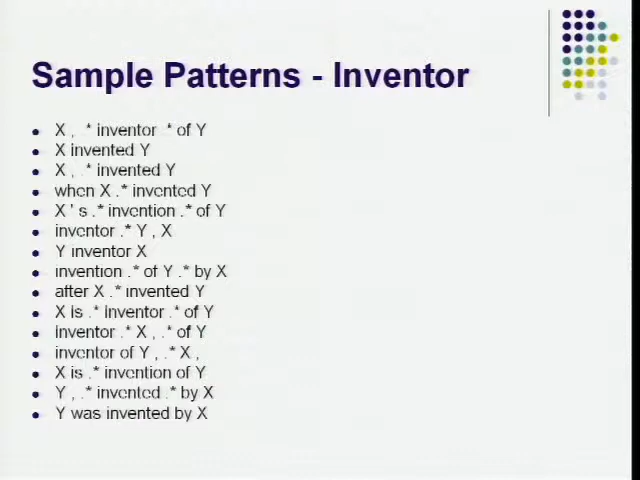 Sample Patterns - Inventor
X , .* inventor .* of Y
X invented Y
X , .* invented Y
when X .* invented Y
X ' s .* invention .* of Y
inventor .* Y , X
Y inventor X
invention .* of Y .* by X
after X .* invented Y
X is .* inventor .* of Y
inventor .* X , .* of Y
inventor of Y , .* X ,
X is .* invention of Y
Y , .* invented .* by X
Y was invented by X